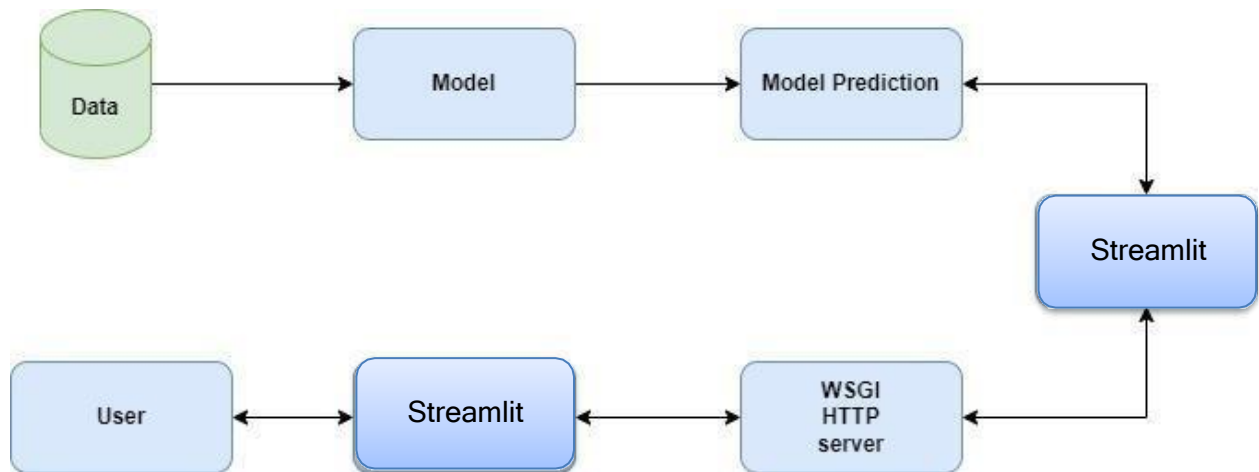 Data
Model
Model Prediction
Streamlit
User
Streamlit
WSGI
HTTP
server